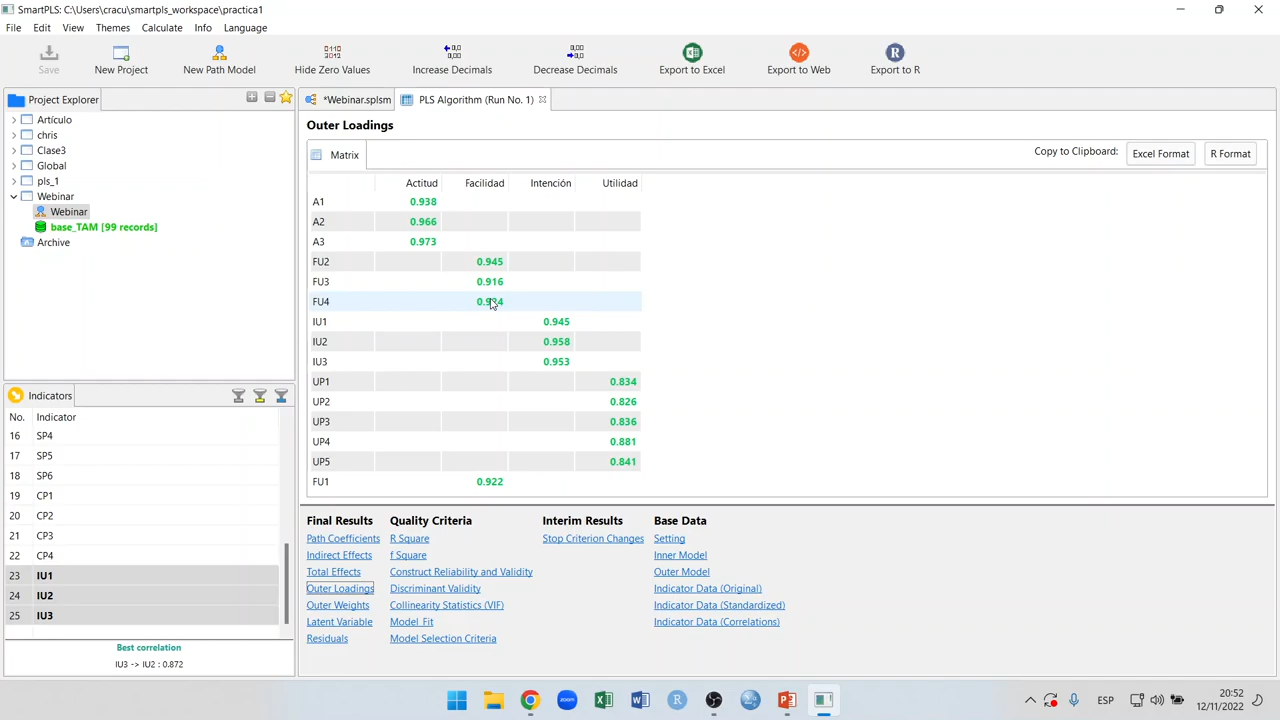 SmartPLS: C:\Users\cracu\smartpls_workspace\practica1
File Edit View Themes Calculate Info Language
Save New Project New Path Model Hide Zero Values Increase Decimals Decrease Decimals Export to Excel Export to Web Export to R
Project Explorer
Artículo
chris
Clase3
Global
pls_1
Webinar
Webinar
base_TAM [99 records]
Archive
Indicators
No. Indicator
16 SP4
17 SP5
18 SP6
19 CP1
20 CP2
21 CP3
22 CP4
23 IU1
24 IU2
25 IU3
Best correlation
IU3 -> IU2 : 0.872
*Webinar.splsm PLS Algorithm (Run No. 1)
Outer Loadings
Matrix Copy to Clipboard: Excel Format R Format
Actitud Facilidad Intención Utilidad
A1 0.938
A2 0.966
A3 0.973
FU2 0.945
FU3 0.916
FU4
IU1 0.945
IU2 0.958
IU3 0.953
UP1 0.834
UP2 0.826
UP3 0.836
UP4 0.881
UP5 0.841
FU1 0.922
Final Results Quality Criteria Interim Results Base Data
Path Coefficients R Square Stop Criterion Changes Setting
Indirect Effects f Square Inner Model
Total Effects Construct Reliability and Validity Outer Model
Outer Loadings Discriminant Validity Indicator Data (Original)
Outer Weights Collinearity Statistics (VIF) Indicator Data (Standardized)
Latent Variable Model_Fit Indicator Data (Correlations)
Residuals Model Selection Criteria
ESP 20:52
12/11/2022